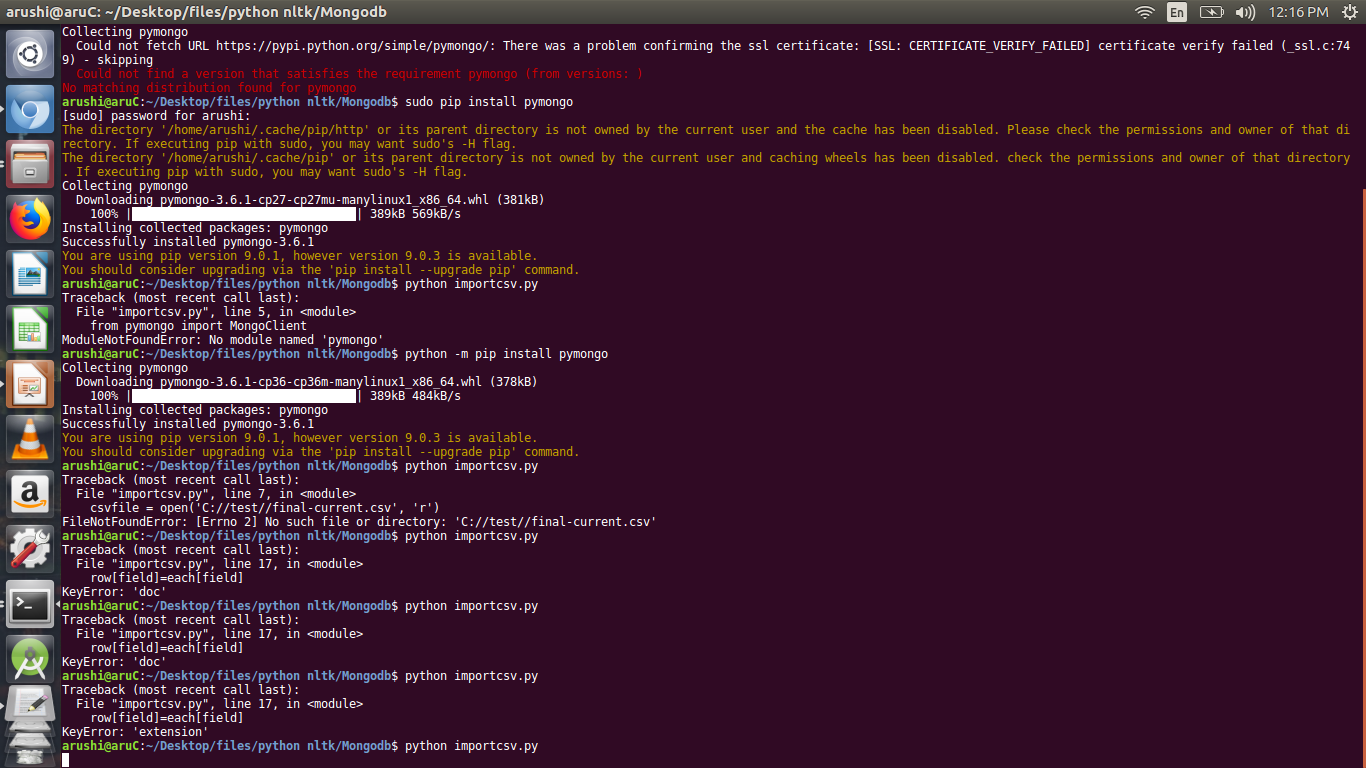 arushi@aruC: ~/Desktop/files/python nltk/Mongodb
En
12:16 PM
Collecting pymongo
  Could not fetch URL https://pypi.python.org/simple/pymongo/: There was a problem confirming the ssl certificate: [SSL: CERTIFICATE_VERIFY_FAILED] certificate verify failed (_ssl.c:74
9) - skipping
  Could not find a version that satisfies the requirement pymongo (from versions: )
No matching distribution found for pymongo
arushi@aruC:~/Desktop/files/python nltk/Mongodb$ sudo pip install pymongo
[sudo] password for arushi:
The directory '/home/arushi/.cache/pip/http' or its parent directory is not owned by the current user and the cache has been disabled. Please check the permissions and owner of that di
rectory. If executing pip with sudo, you may want sudo's -H flag.
The directory '/home/arushi/.cache/pip' or its parent directory is not owned by the current user and caching wheels has been disabled. check the permissions and owner of that directory
. If executing pip with sudo, you may want sudo's -H flag.
Collecting pymongo
  Downloading pymongo-3.6.1-cp27-cp27mu-manylinux1_x86_64.whl (381kB)
    100% | | 389kB 569kB/s
Installing collected packages: pymongo
Successfully installed pymongo-3.6.1
You are using pip version 9.0.1, however version 9.0.3 is available.
You should consider upgrading via the 'pip install --upgrade pip' command.
arushi@aruC:~/Desktop/files/python nltk/Mongodb$ python importcsv.py
Traceback (most recent call last):
  File "importcsv.py", line 5, in <module>
    from pymongo import MongoClient
ModuleNotFoundError: No module named 'pymongo'
arushi@aruC:~/Desktop/files/python nltk/Mongodb$ python -m pip install pymongo
Collecting pymongo
  Downloading pymongo-3.6.1-cp36-cp36m-manylinux1_x86_64.whl (378kB)
    100% | | 389kB 484kB/s
Installing collected packages: pymongo
Successfully installed pymongo-3.6.1
You are using pip version 9.0.1, however version 9.0.3 is available.
You should consider upgrading via the 'pip install --upgrade pip' command.
arushi@aruC:~/Desktop/files/python nltk/Mongodb$ python importcsv.py
Traceback (most recent call last):
  File "importcsv.py", line 7, in <module>
    csvfile = open('C://test//final-current.csv', 'r')
FileNotFoundError: [Errno 2] No such file or directory: 'C://test//final-current.csv'
arushi@aruC:~/Desktop/files/python nltk/Mongodb$ python importcsv.py
Traceback (most recent call last):
  File "importcsv.py", line 17, in <module>
    row[field]=each[field]
KeyError: 'doc'
arushi@aruC:~/Desktop/files/python nltk/Mongodb$ python importcsv.py
Traceback (most recent call last):
  File "importcsv.py", line 17, in <module>
    row[field]=each[field]
KeyError: 'doc'
arushi@aruC:~/Desktop/files/python nltk/Mongodb$ python importcsv.py
Traceback (most recent call last):
  File "importcsv.py", line 17, in <module>
    row[field]=each[field]
KeyError: 'extension'
arushi@aruC:~/Desktop/files/python nltk/Mongodb$ python importcsv.py